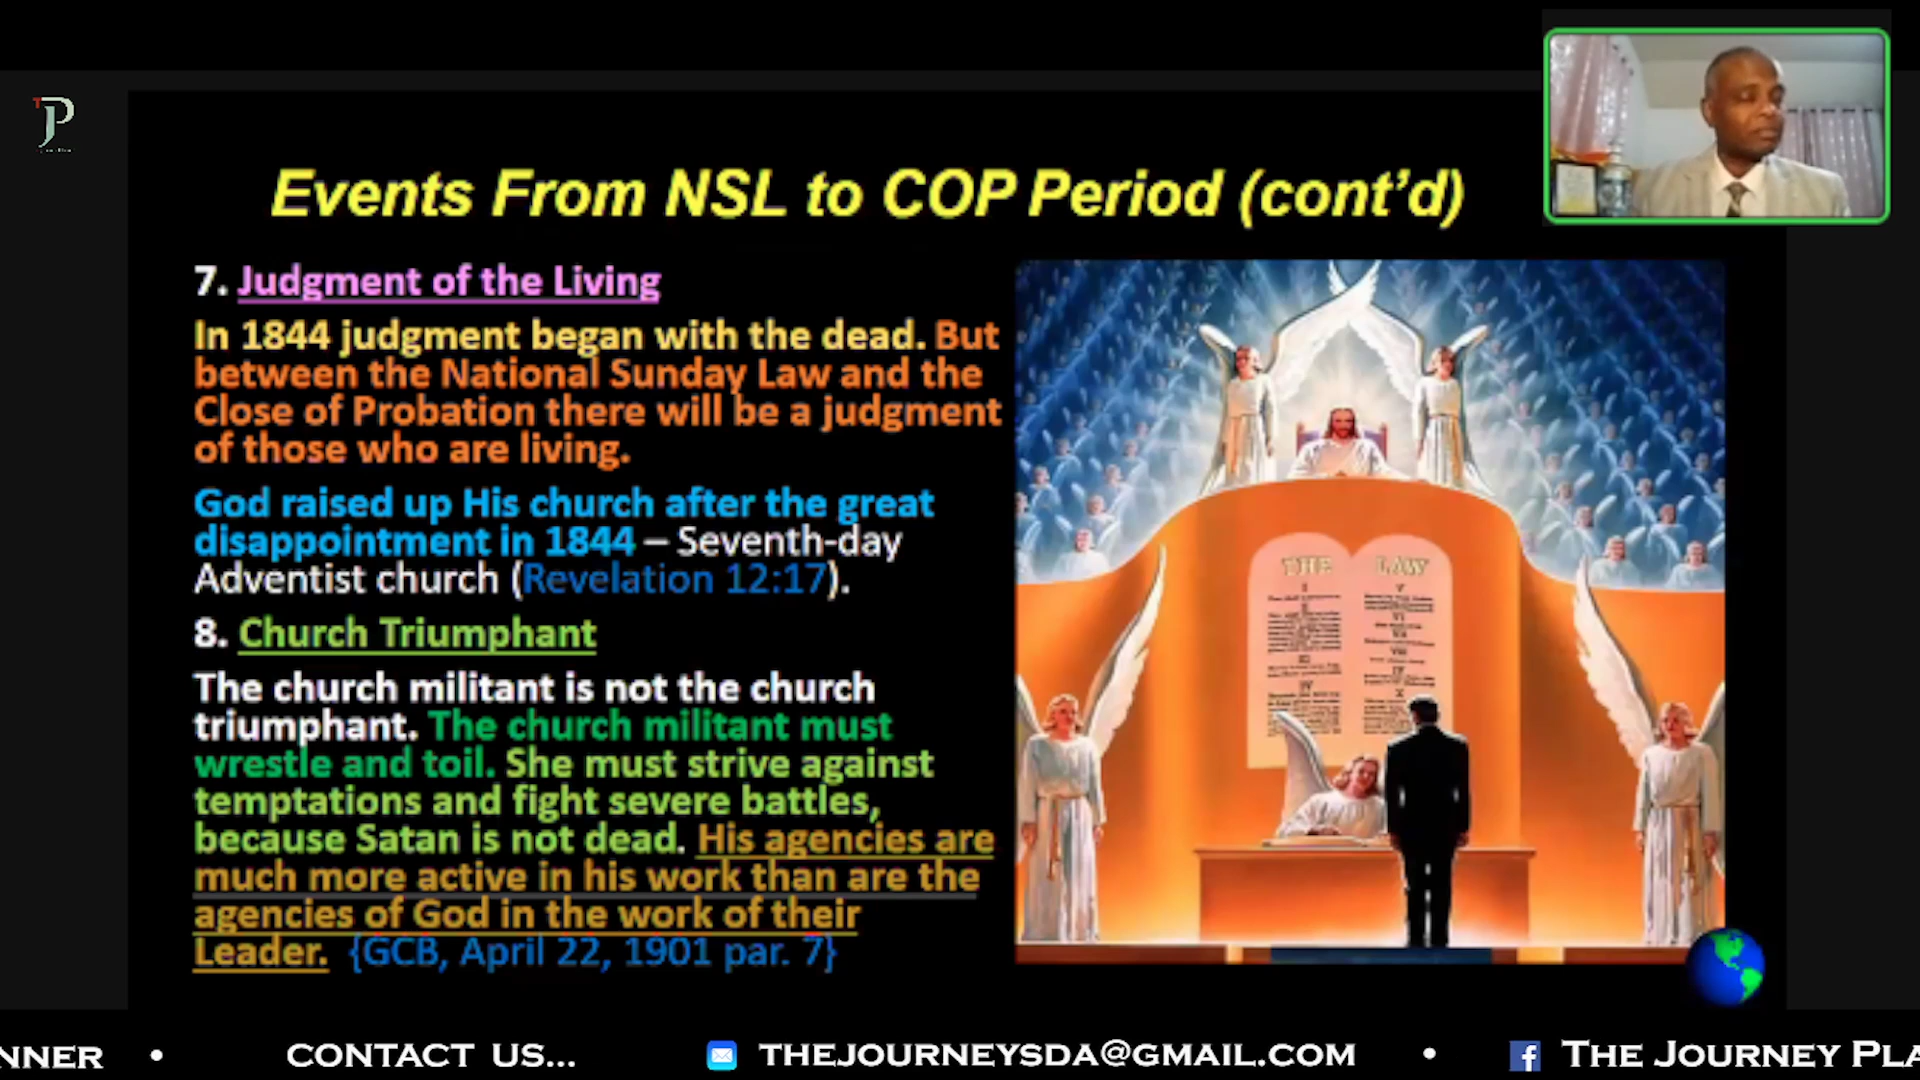 TJP
Events From NSL to COP Period (cont’d)
7. Judgment of the Living
In 1844 judgment began with the dead. But
between the National Sunday Law and the
Close of Probation there will be a judgment
of those who are living.
God raised up His church after the great
disappointment in 1844 – Seventh-day
Adventist church (Revelation 12:17).
8. Church Triumphant
The church militant is not the church
triumphant. The church militant must
wrestle and toil. She must strive against
temptations and fight severe battles,
because Satan is not dead. His agencies are
much more active in his work than are the
agencies of God in the work of their
Leader. {GCB, April 22, 1901 par. 7}
THE LAW
I V
VI
VII
VIII
III
IV
X
NNER • CONTACT US... THEJOURNEYSDA@GMAIL.COM • f THE JOURNEY PLA